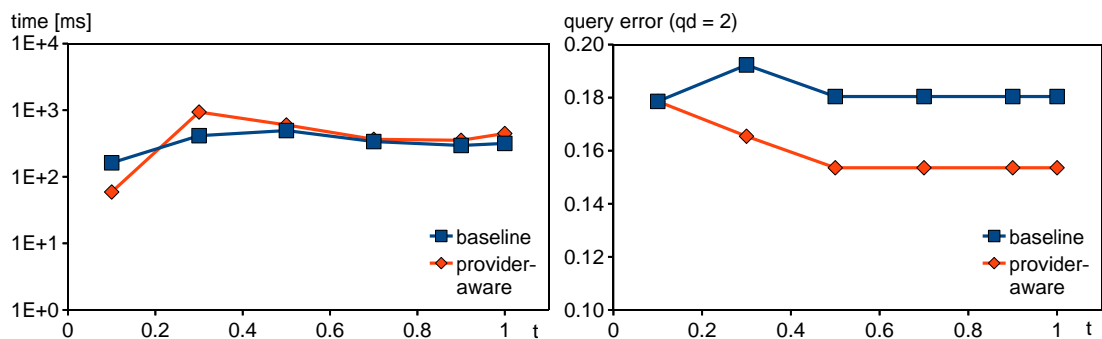 time [ms]
1E+4
1E+3
1E+2
1E+1
1E+0
0 0.2 0.4 0.6 0.8 1 t
baseline
provider-
aware
query error (qd = 2)
0.20
0.18
0.16
0.14
0.12
0.10
0 0.2 0.4 0.6 0.8 1 t
baseline
provider-
aware